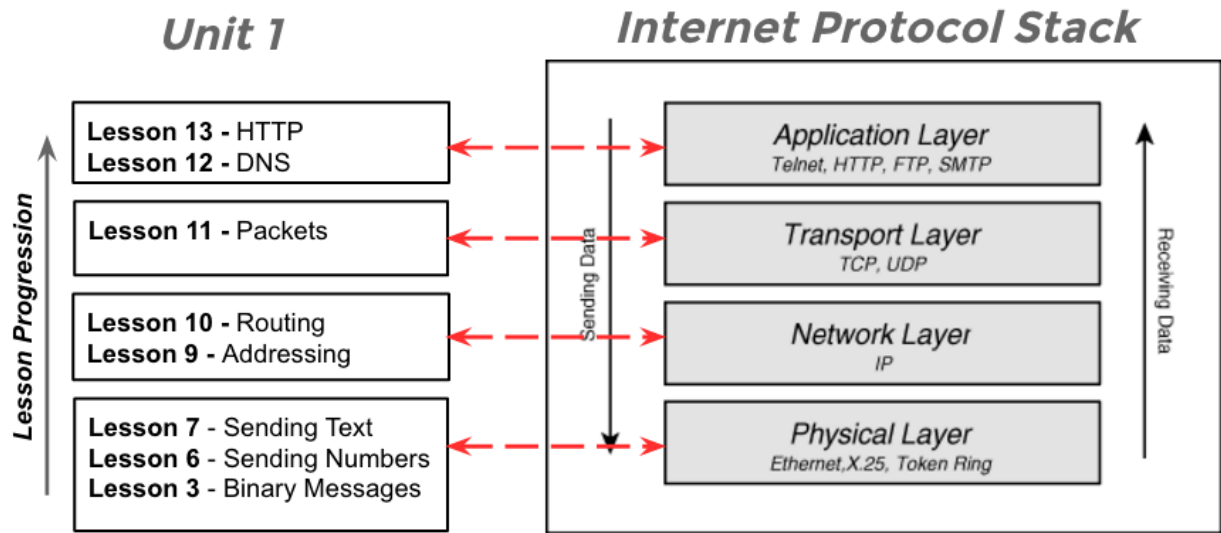 Unit 1
Internet Protocol Stack
Lesson Progression
Lesson 13 - HTTP
Lesson 12 - DNS
Lesson 11 - Packets
Lesson 10 - Routing
Lesson 9 - Addressing
Lesson 7 - Sending Text
Lesson 6 - Sending Numbers
Lesson 3 - Binary Messages
Sending Data
Application Layer
Telnet, HTTP, FTP, SMTP
Transport Layer
TCP, UDP
Network Layer
IP
Physical Layer
Ethernet,X.25, Token Ring
Receiving Data